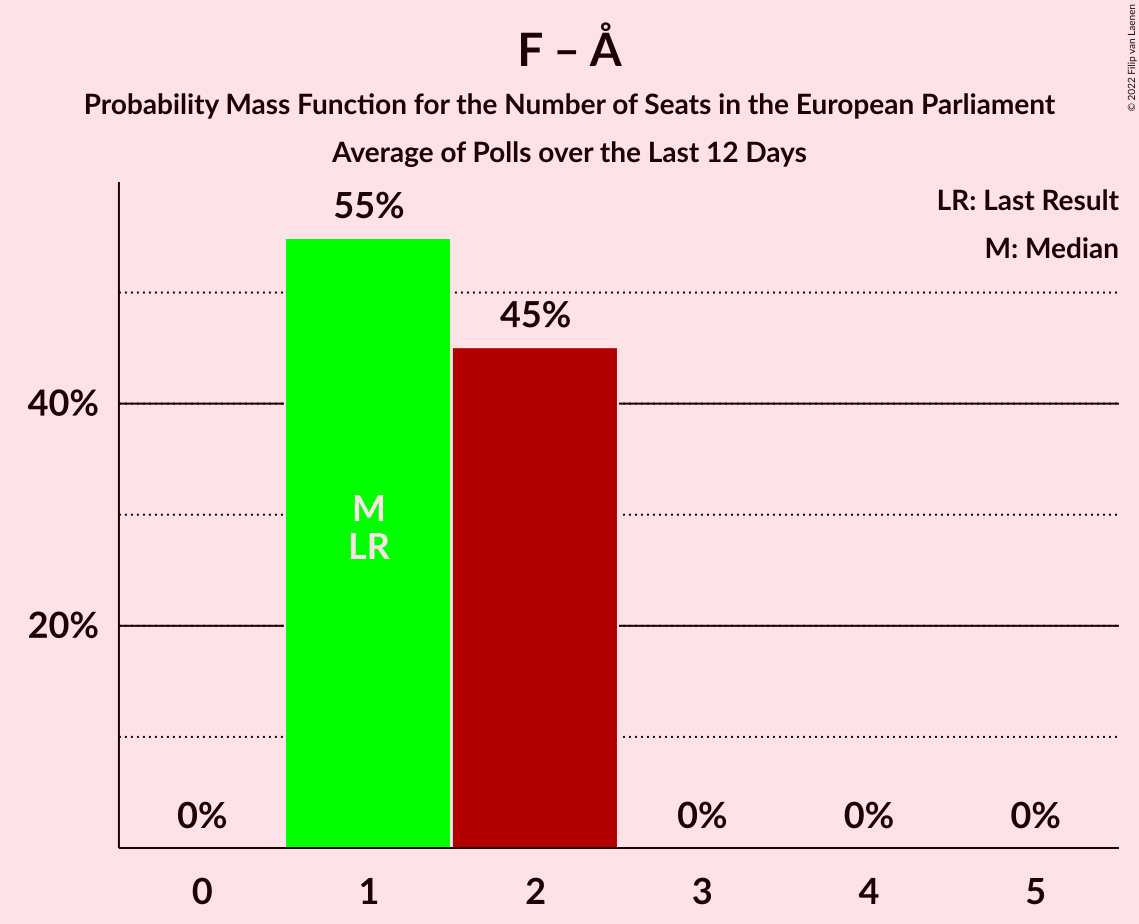 F – Å
Probability Mass Function for the Number of Seats in the European Parliament
Average of Polls over the Last 12 Days
© 2022 Filip van Laenen
LR: Last Result
M: Median
55%
45%
40%
20%
M
LR
0%
0%
0%
0%
0
1
2
3
4
5